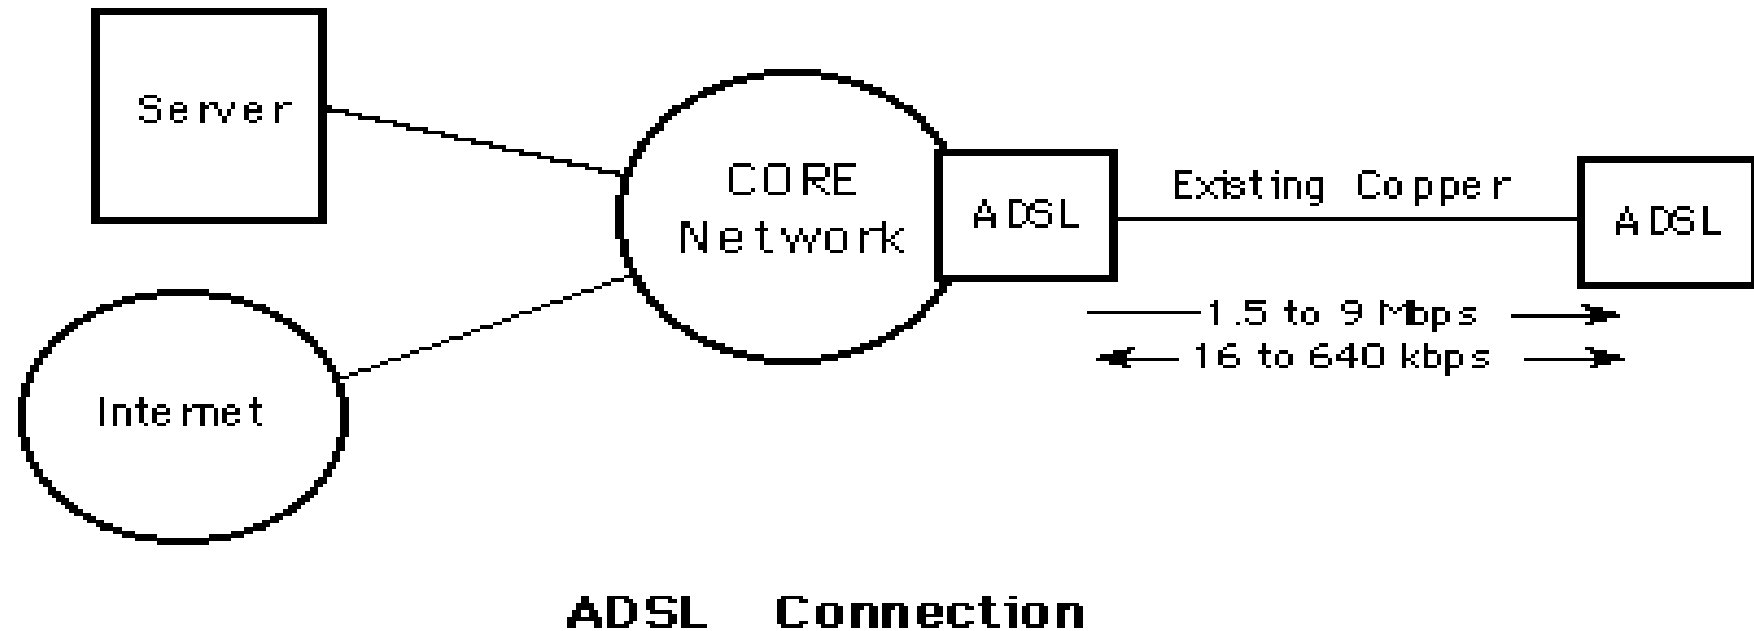 Server
CORE
Network
ADSL
Existing Copper
ADSL
1.5 to 9 Mbps
16 to 640 kbps
Internet
ADSL Connection